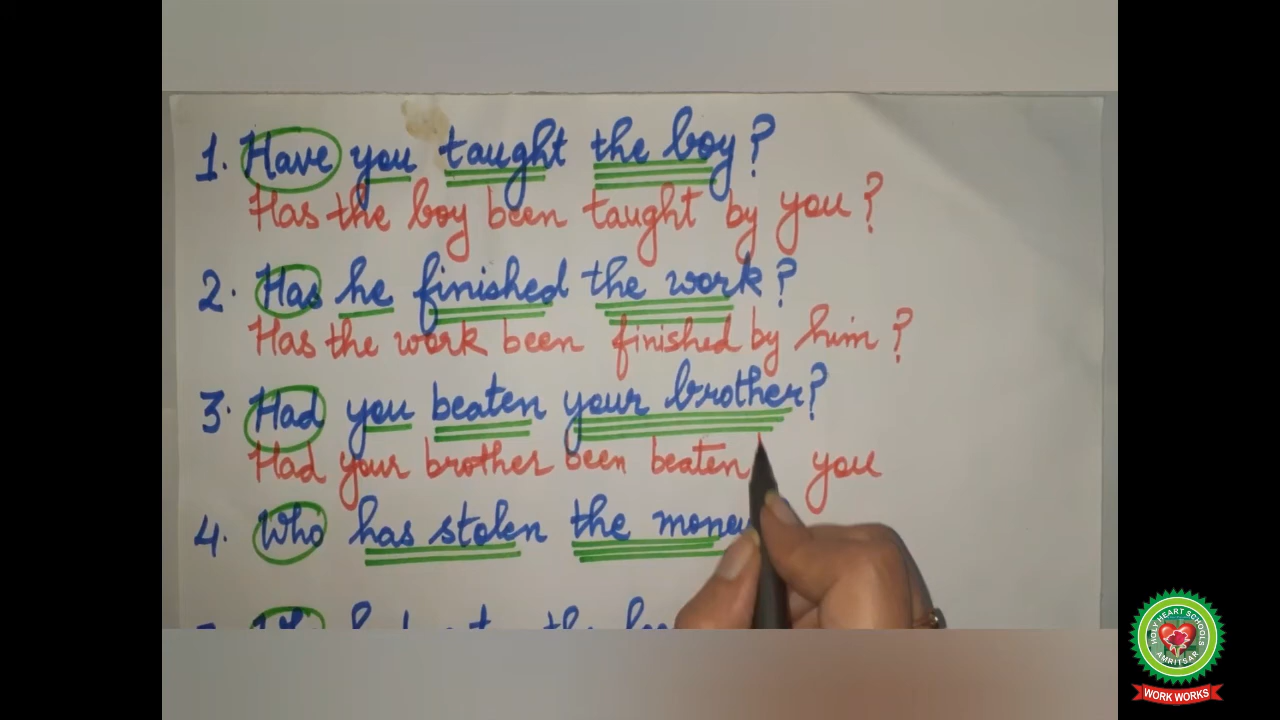 1. Have you taught the boy?
Has the boy been taught by you?
2. Has he finished the work?
Has the work been finished by him?
3. Had you beaten your brother?
Had your brother been beaten you
4. Who has stolen the
HOLY HEART SCHOOLS
AMRITSAR
WORK WORKS